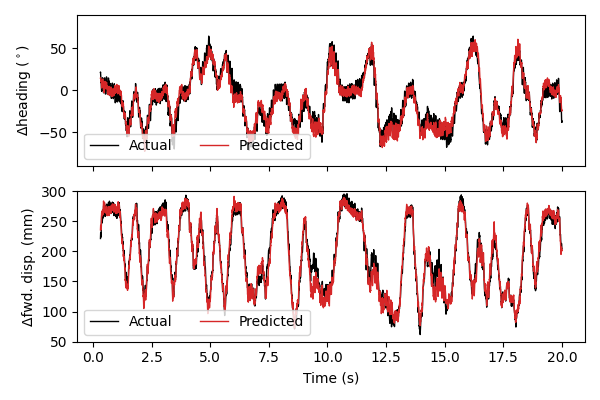 Δheading (°)
50
0
−50
Actual
Predicted
Δfwd. disp. (mm)
300
250
200
150
100
50
Actual
Predicted
0.0 2.5 5.0 7.5 10.0 12.5 15.0 17.5 20.0
Time (s)